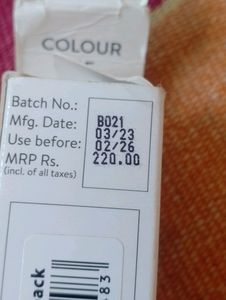 COLOUR
Batch No.: B021
Mfg. Date: 03/23
Use before: 02/26
MRP Rs. 220.00
(incl. of all taxes)
ack
83